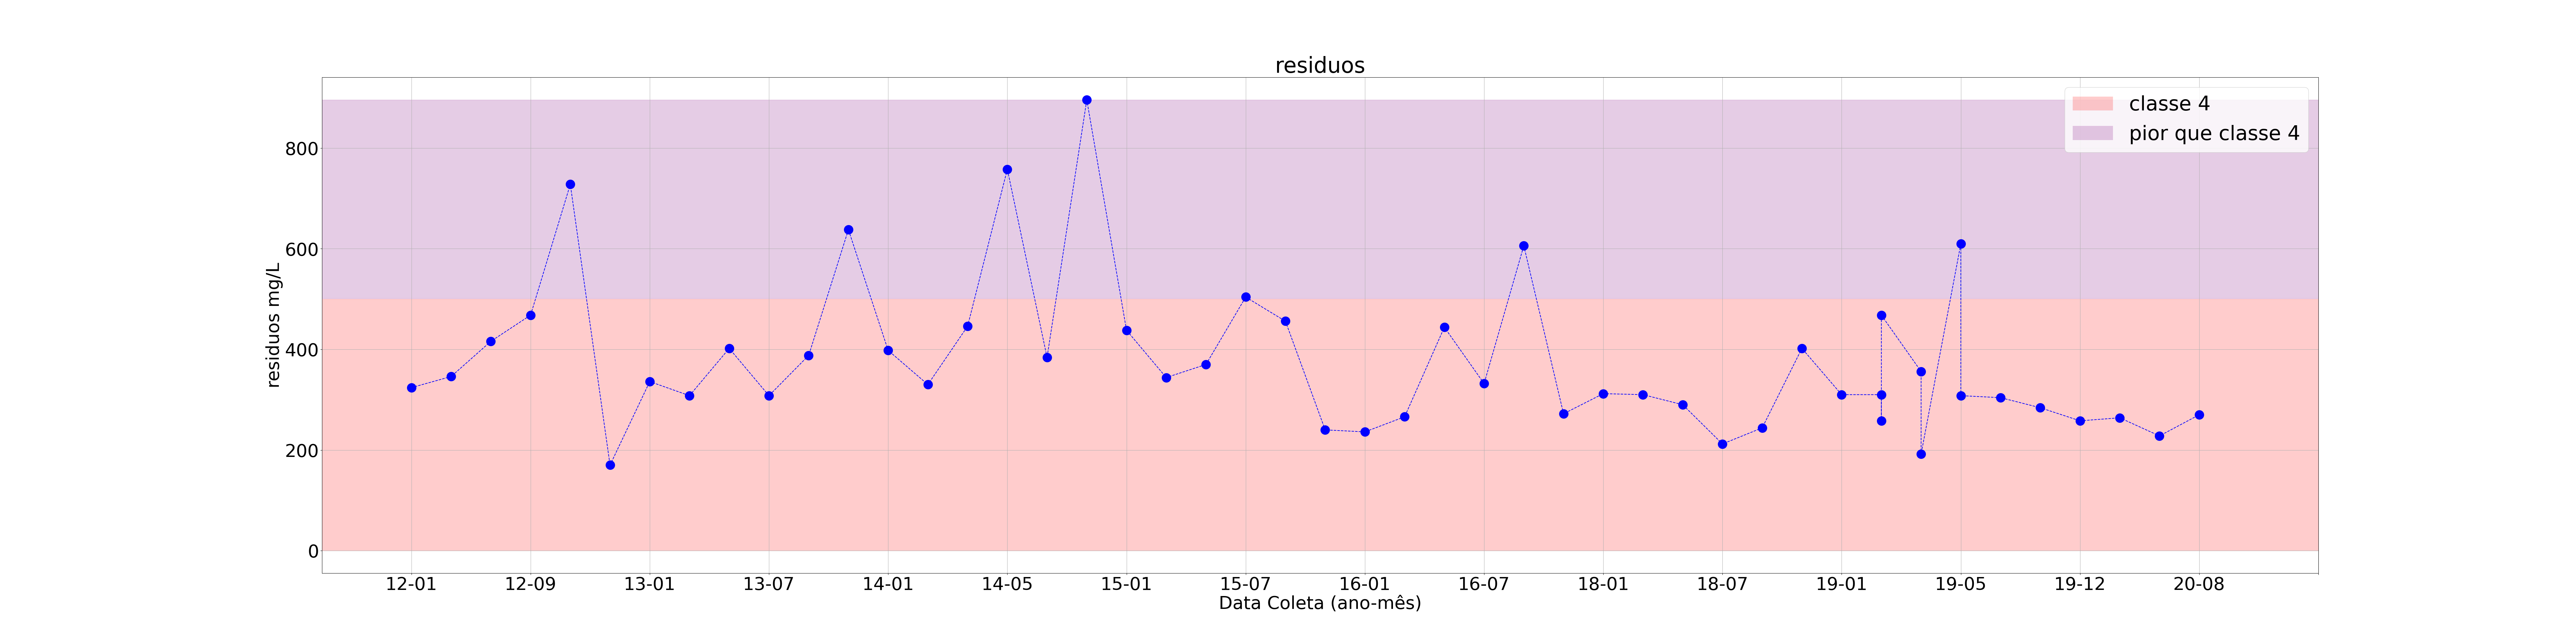 residuos
classe 4
pior que classe 4
residuos mg/L
800
600
400
200
0
12-01 12-09 13-01 13-07 14-01 14-05 15-01 15-07 16-01 16-07 18-01 18-07 19-01 19-05 19-12 20-08
Data Coleta (ano-mês)